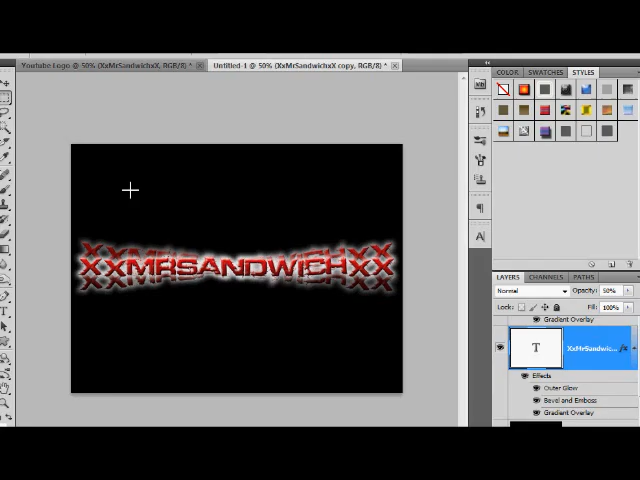 Youtube Logo @ 50% (XxMrSandwichxX, RGB/8) *
Untitled-1 @ 50% (XxMrSandwichxX copy, RGB/8) *
COLOR SWATCHES STYLES
XXMRSANDWICHXX
LAYERS CHANNELS PATHS
Normal Opacity: 50%
Lock: Fill: 100%
Gradient Overlay
T XxMrSandwic... fx
Effects
Outer Glow
Bevel and Emboss
Gradient Overlay